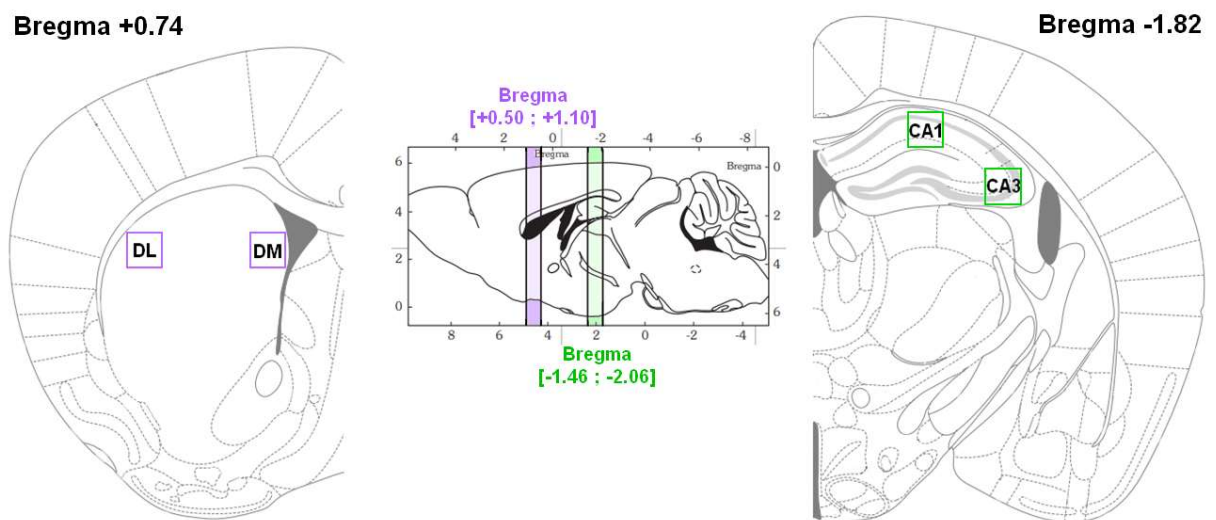 Bregma +0.74
DL
DM
Bregma
[+0.50 ; +1.10]
4 2 0 -2 -4 -6 -8
Bregma
Bregma
6
4
2
0
0
2
4
6
8 6 4 2 0 -2 -4
Bregma
[-1.46 ; -2.06]
Bregma -1.82
CA1
CA3